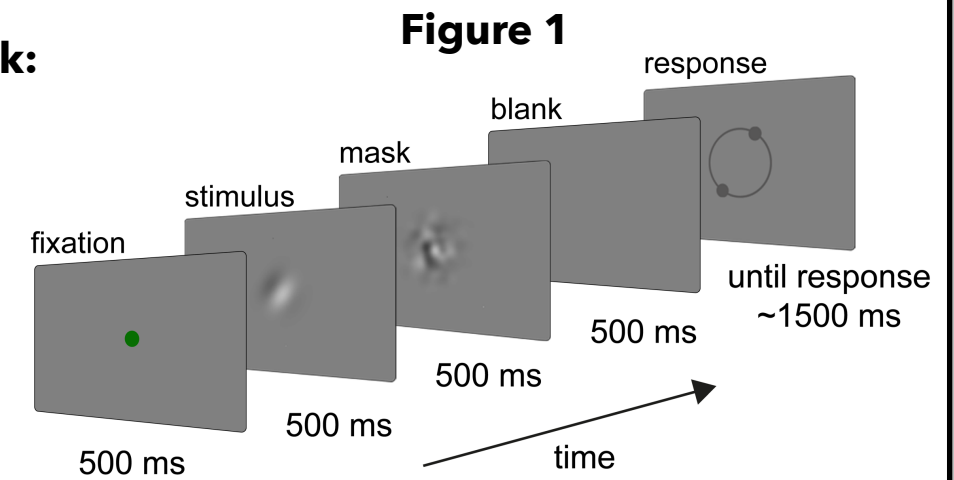 Figure 1
k:
response
blank
mask
stimulus
fixation
until response
~1500 ms
500 ms
500 ms
500 ms
500 ms
time